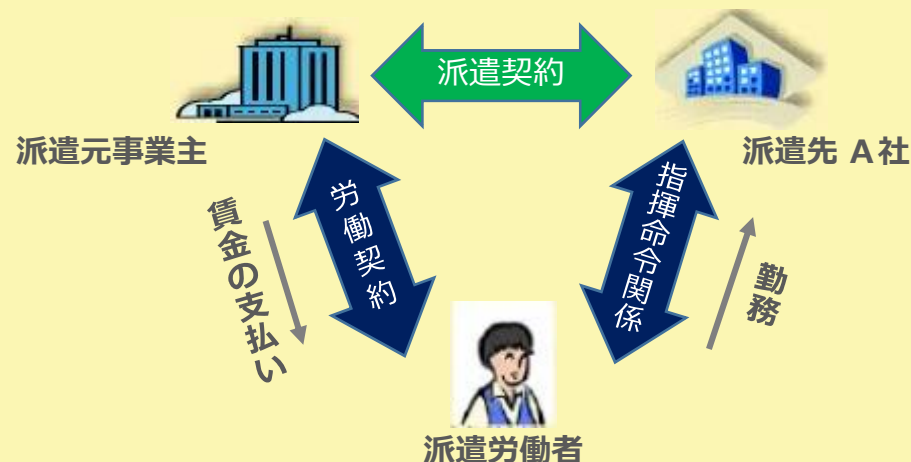 派遣契約
派遣元事業主
派遣先 A社
労働契約
指揮命令関係
賃金の支払い
勤務
派遣労働者